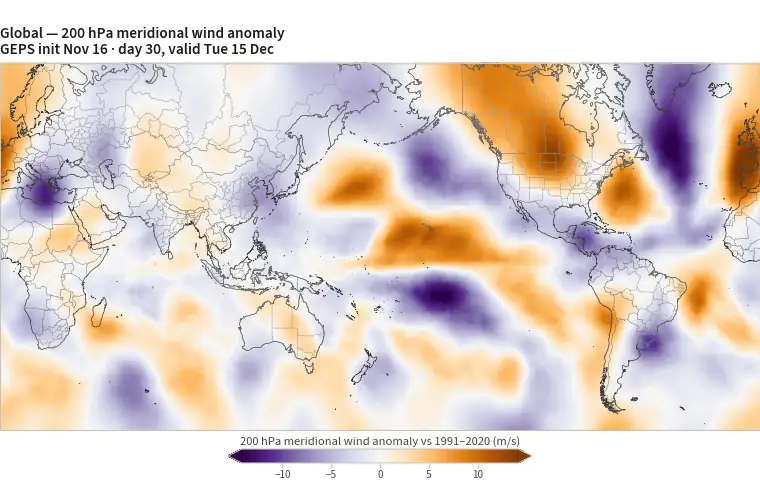 Global — 200 hPa meridional wind anomaly
GEPS init Nov 16 · day 30, valid Tue 15 Dec
200 hPa meridional wind anomaly vs 1991–2020 (m/s)
−10 −5 0 5 10